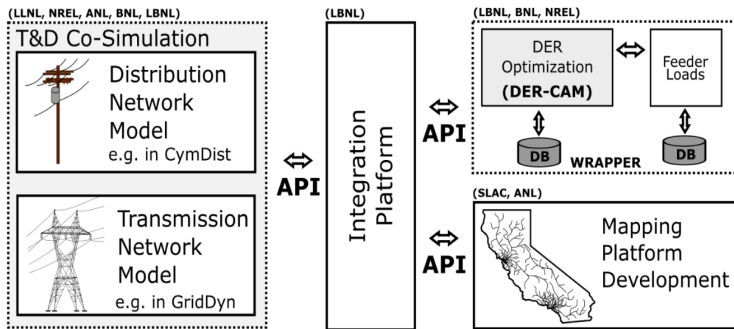 (LLNL, NREL, ANL, BNL, LBNL)
T&D Co-Simulation
Distribution
Network
Model
e.g. in CymDist
Transmission
Network
Model
e.g. in GridDyn
API
(LBNL)
Integration
Platform
API
API
(LBNL, BNL, NREL)
DER
Optimization
(DER-CAM)
Feeder
Loads
DB
WRAPPER
DB
(SLAC, ANL)
Mapping
Platform
Development